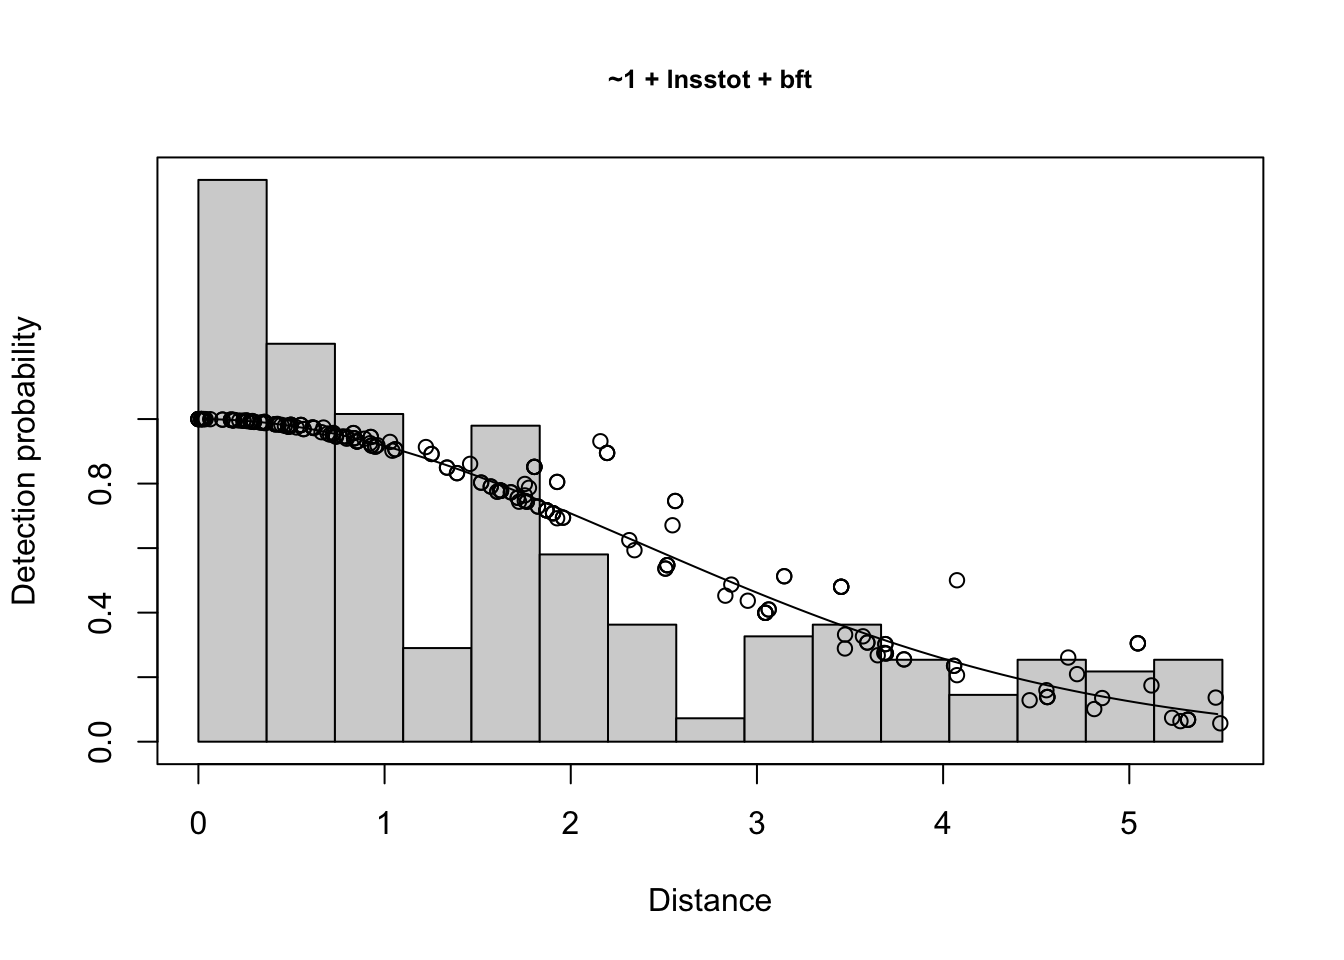 ~1 + lnsstot + bft
Detection probability
0.8
0.4
0.0
0 1 2 3 4 5
Distance